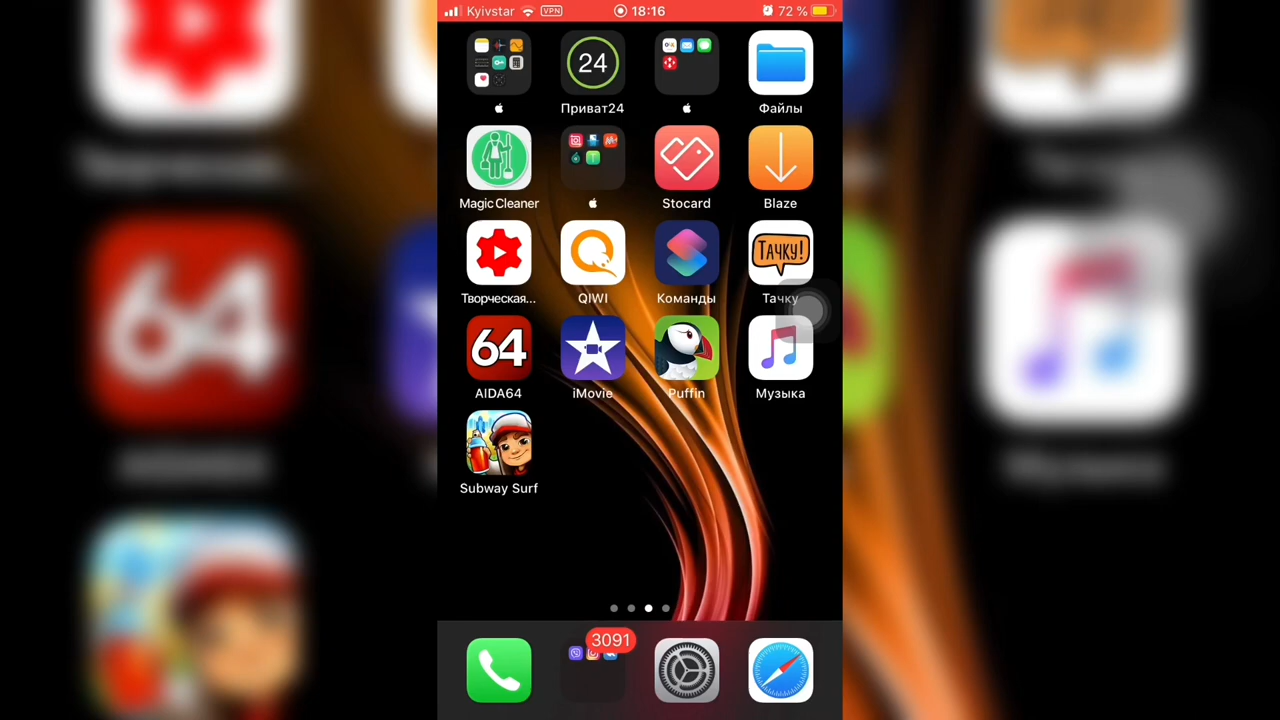 Kyivstar VPN 18:16 72 %
24
Приват24 Файлы
Magic Cleaner Stocard Blaze
ТАЧКУ!
Творческая... QIWI Команды Тачку
64
AIDA64 iMovie Puffin Музыка
Subway Surf
3091